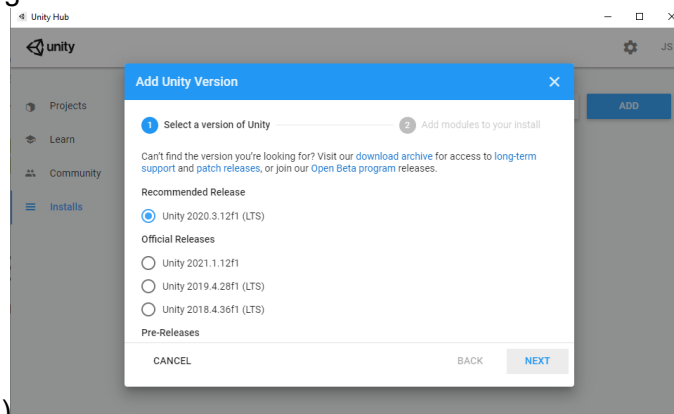 Unity Hub
unity
JS
Add Unity Version
Projects
Learn
Community
Installs
ADD
1 Select a version of Unity
2 Add modules to your install
Can't find the version you're looking for? Visit our download archive for access to long-term
support and patch releases, or join our Open Beta program releases.
Recommended Release
Unity 2020.3.12f1 (LTS)
Official Releases
Unity 2021.1.12f1
Unity 2019.4.28f1 (LTS)
Unity 2018.4.36f1 (LTS)
Pre-Releases
CANCEL
BACK
NEXT
)